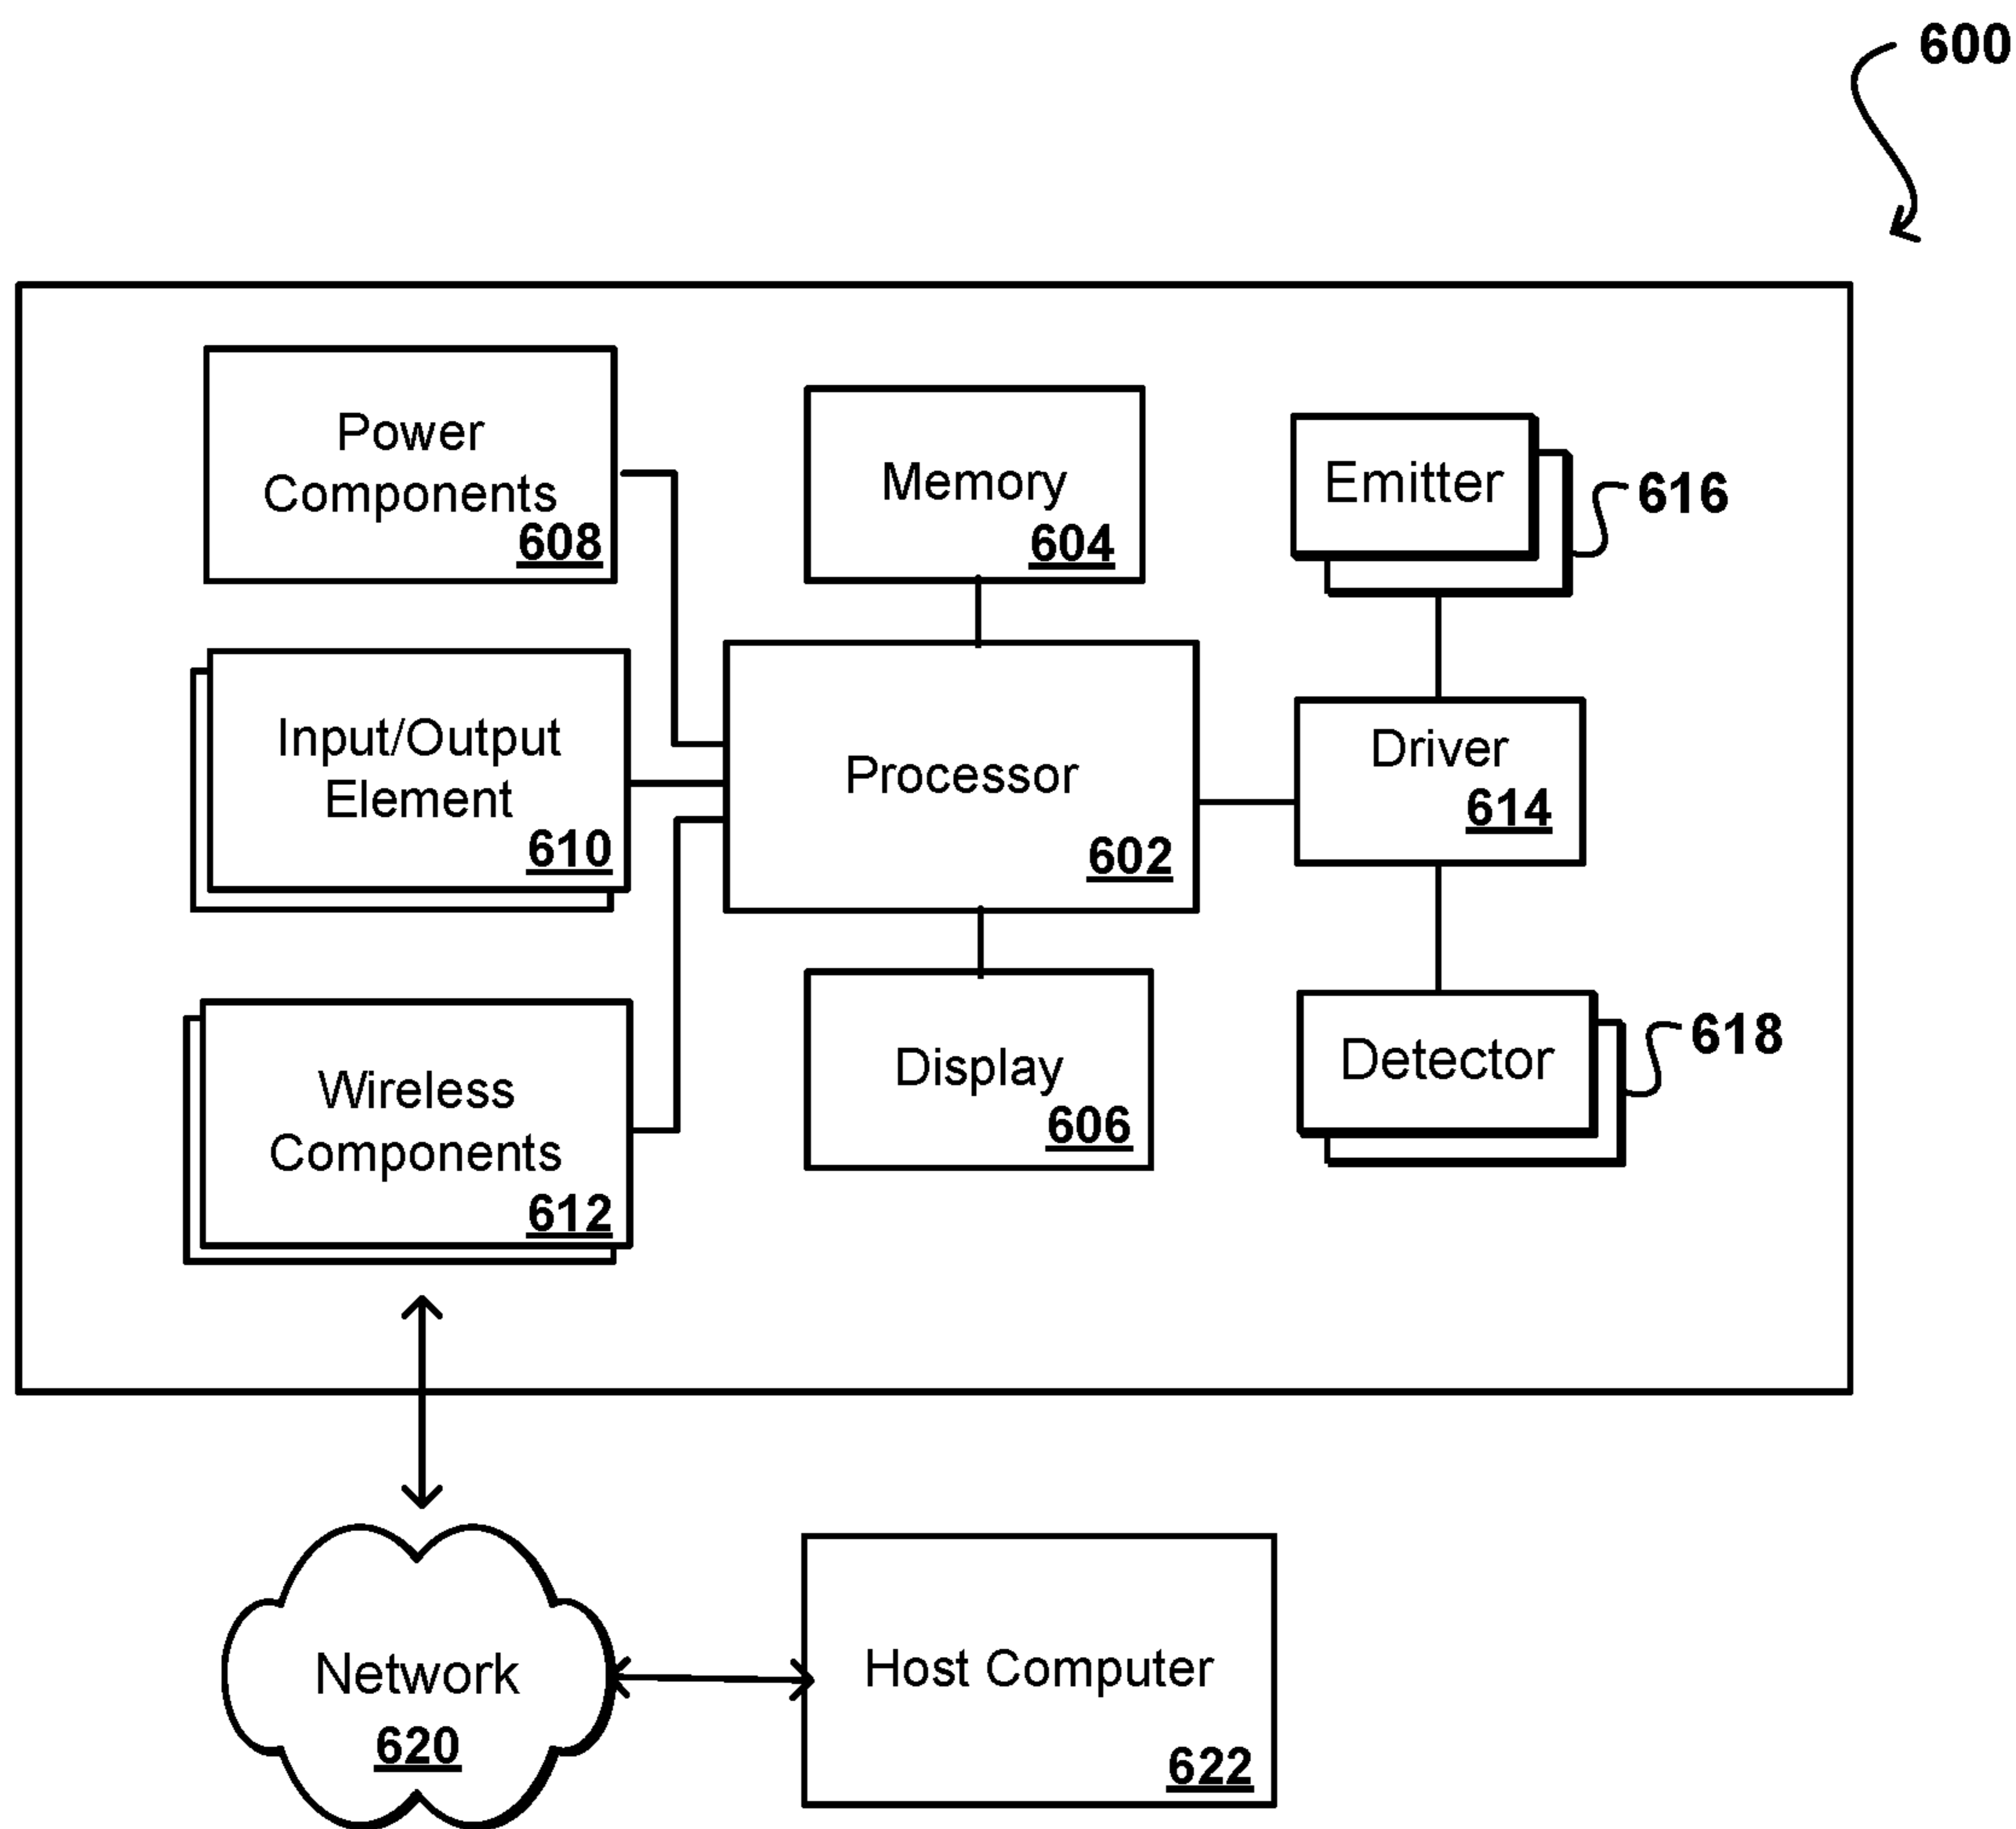 600
Power
Components
608
Memory
604
Emitter
616
Input/Output
Element
610
Processor
602
Driver
614
Wireless
Components
612
Display
606
Detector
618
Network
620
Host Computer
622